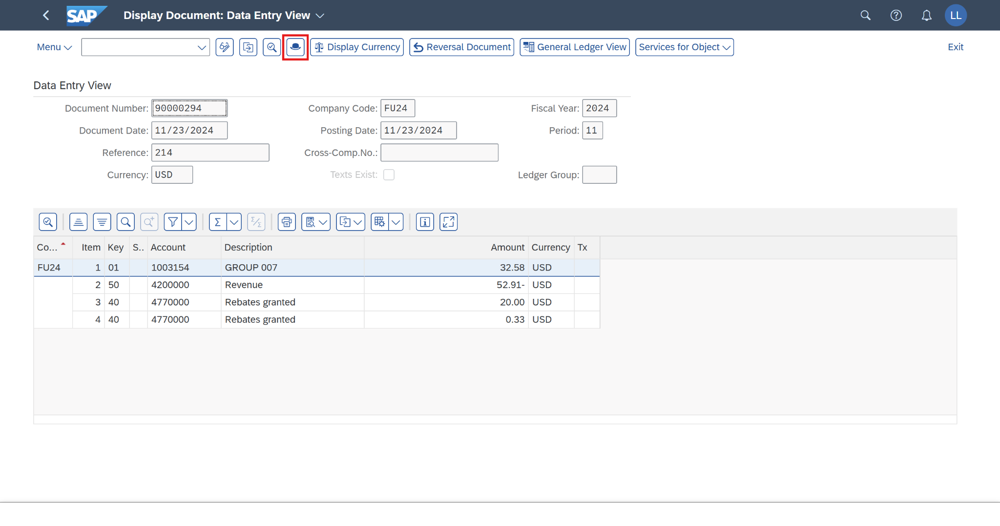 SAP Display Document: Data Entry View LL
Menu Display Currency Reversal Document General Ledger View Services for Object Exit
Data Entry View
Document Number: 90000294 Company Code: FU24 Fiscal Year: 2024
Document Date: 11/23/2024 Posting Date: 11/23/2024 Period: 11
Reference: 214 Cross-Comp.No.:
Currency: USD Texts Exist: Ledger Group:
Co... Item Key S.. Account Description Amount Currency Tx
FU24 1 01 1003154 GROUP 007 32.58 USD
2 50 4200000 Revenue 52.91- USD
3 40 4770000 Rebates granted 20.00 USD
4 40 4770000 Rebates granted 0.33 USD